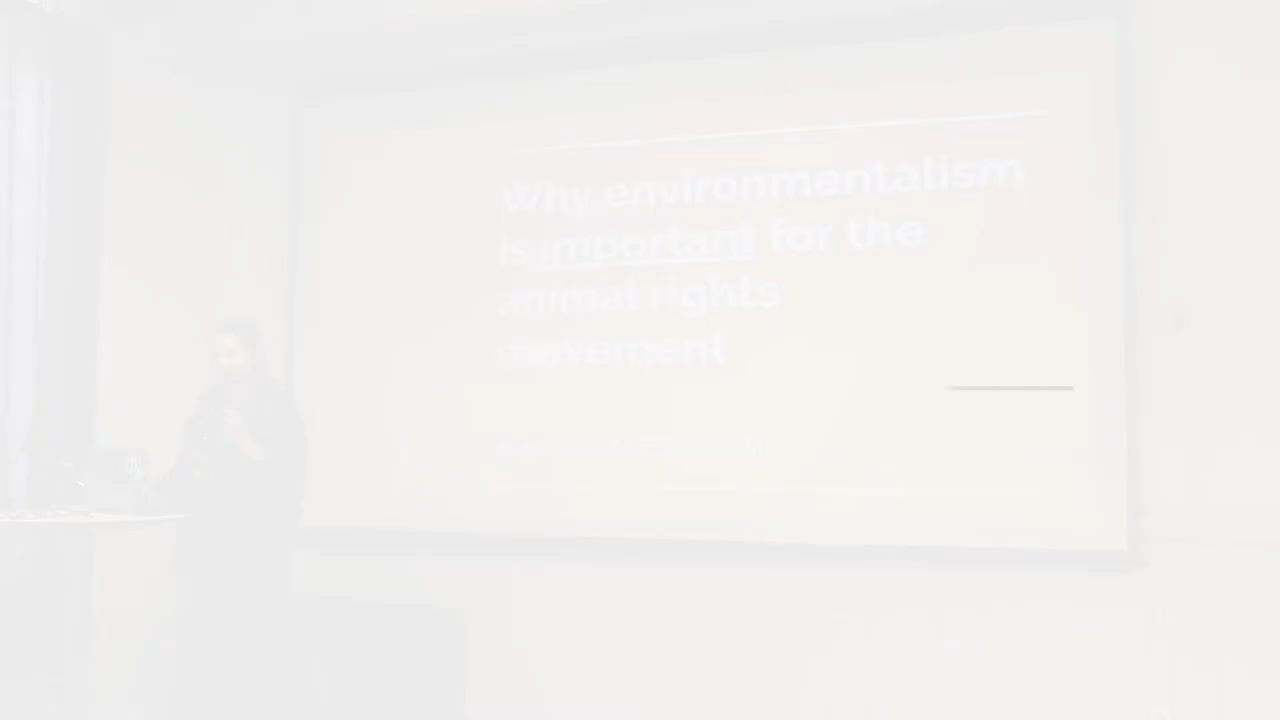 Why environmentalism
is important for the
animal rights
movement